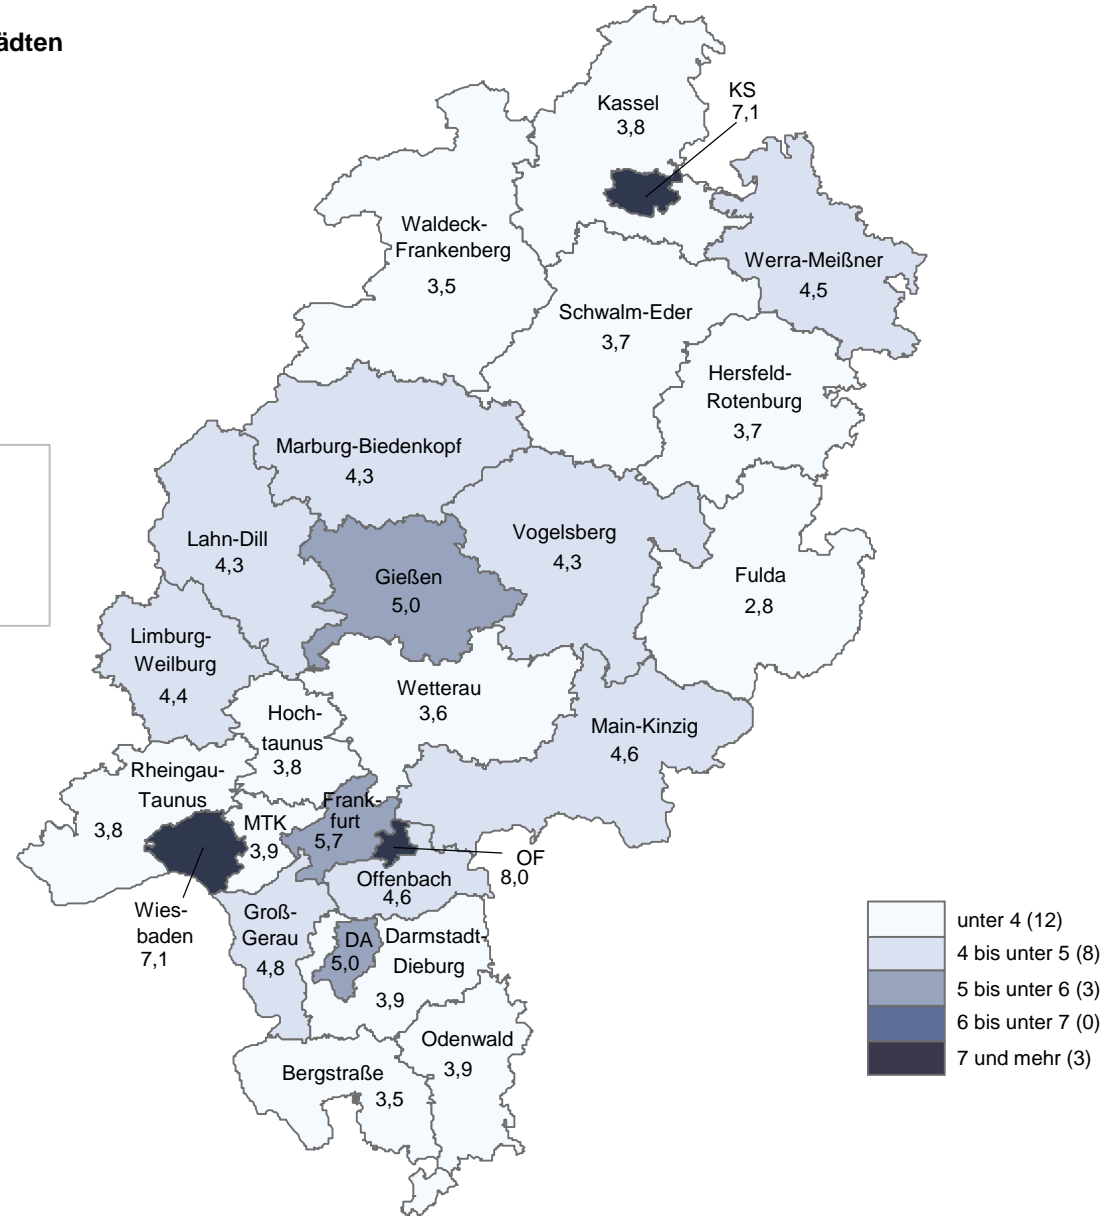 ädten
Kassel
3,8
KS
7,1
Waldeck-
Frankenberg
3,5
Werra-Meißner
4,5
Schwalm-Eder
3,7
Hersfeld-
Rotenburg
3,7
Marburg-Biedenkopf
4,3
Lahn-Dill
4,3
Vogelsberg
4,3
Gießen
5,0
Fulda
2,8
Limburg-
Weilburg
4,4
Wetterau
3,6
Hoch-
taunus
3,8
Main-Kinzig
4,6
Rheingau-
Taunus
3,8
MTK
3,9
Frank-
furt
5,7
OF
8,0
Offenbach
4,6
Wies-
baden
7,1
Groß-
Gerau
4,8
DA
5,0
Darmstadt-
Dieburg
3,9
Odenwald
3,9
Bergstraße
3,5
unter 4 (12)
4 bis unter 5 (8)
5 bis unter 6 (3)
6 bis unter 7 (0)
7 und mehr (3)